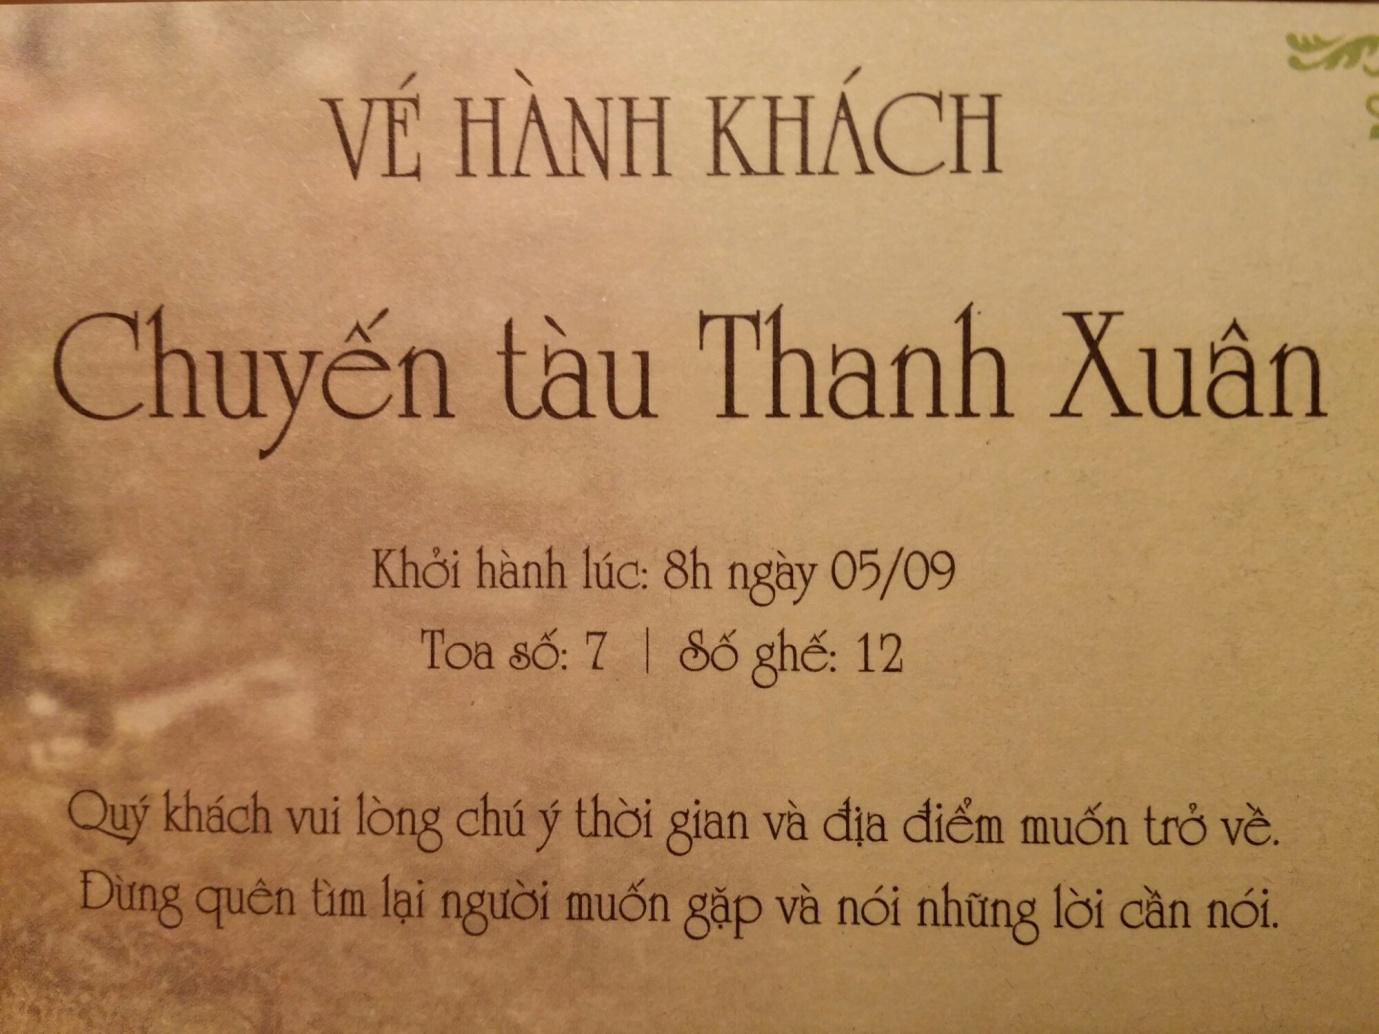 VÉ HÀNH KHÁCH
Chuyến tàu Thanh Xuân
Khởi hành lúc: 8h ngày 05/09
Toa số: 7 | Số ghế: 12
Quý khách vui lòng chú ý thời gian và địa điểm muốn trở về.
Đừng quên tìm lại người muốn gặp và nói những lời cần nói.